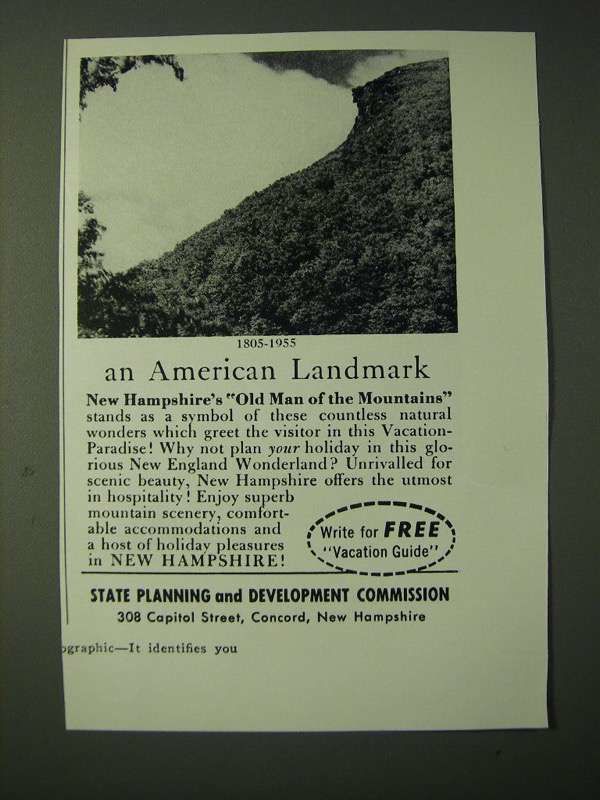 1805-1955
an American Landmark
New Hampshire's "Old Man of the Mountains"
stands as a symbol of these countless natural
wonders which greet the visitor in this Vacation-
Paradise! Why not plan your holiday in this glo-
rious New England Wonderland? Unrivalled for
scenic beauty, New Hampshire offers the utmost
in hospitality! Enjoy superb
mountain scenery, comfort-
able accommodations and
a host of holiday pleasures
in NEW HAMPSHIRE!
Write for FREE
"Vacation Guide"
STATE PLANNING and DEVELOPMENT COMMISSION
308 Capitol Street, Concord, New Hampshire
ographic—It identifies you